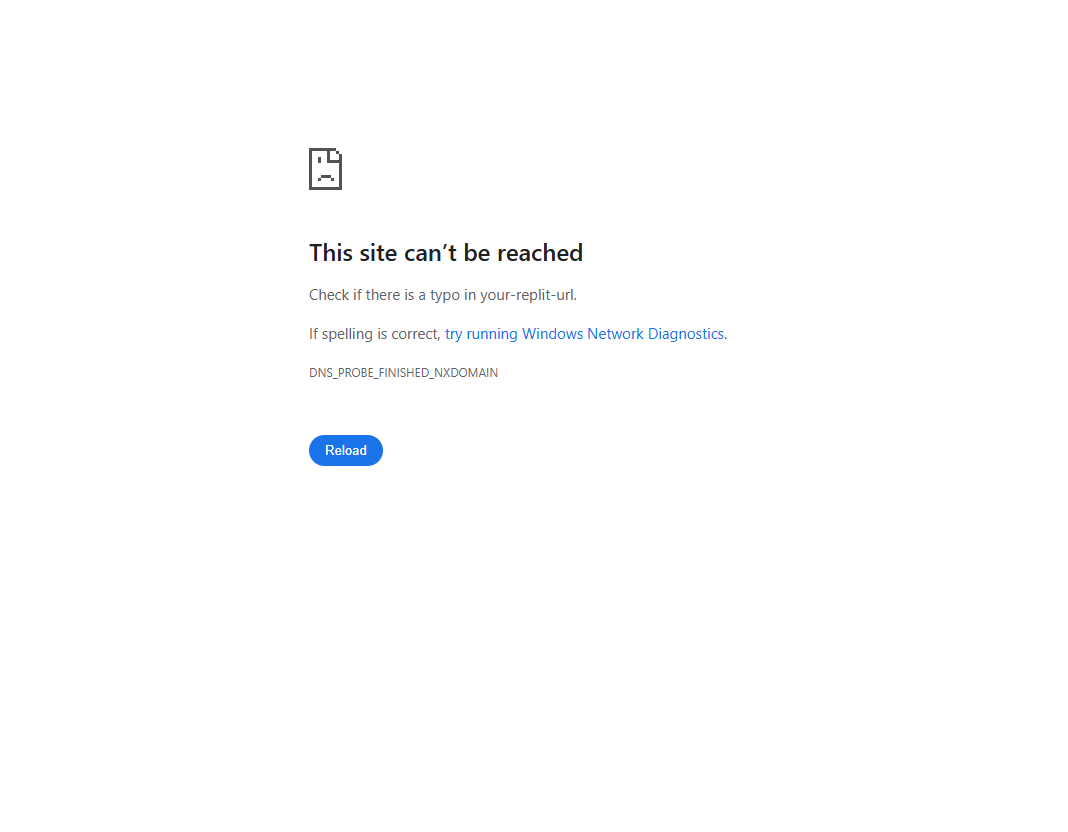 This site can’t be reached
Check if there is a typo in your-replit-url.
If spelling is correct, try running Windows Network Diagnostics.
DNS_PROBE_FINISHED_NXDOMAIN
Reload